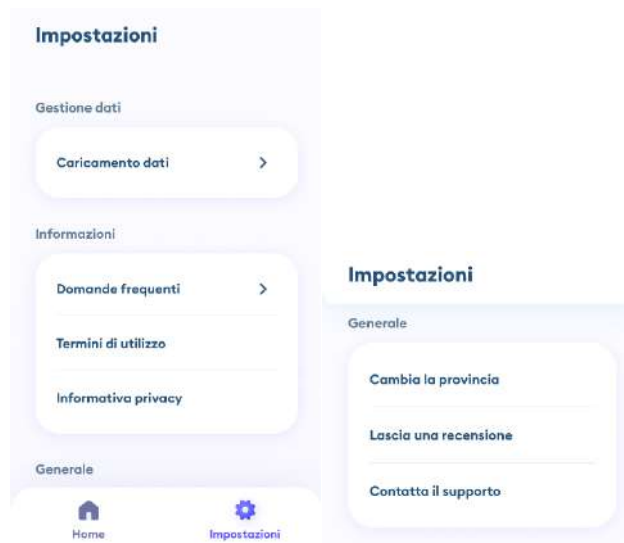 Impostazioni
Gestione dati
Caricamento dati
Informazioni
Domande frequenti
Termini di utilizzo
Informativa privacy
Generale
Home
Impostazioni
Impostazioni
Generale
Cambia la provincia
Lascia una recensione
Contatta il supporto